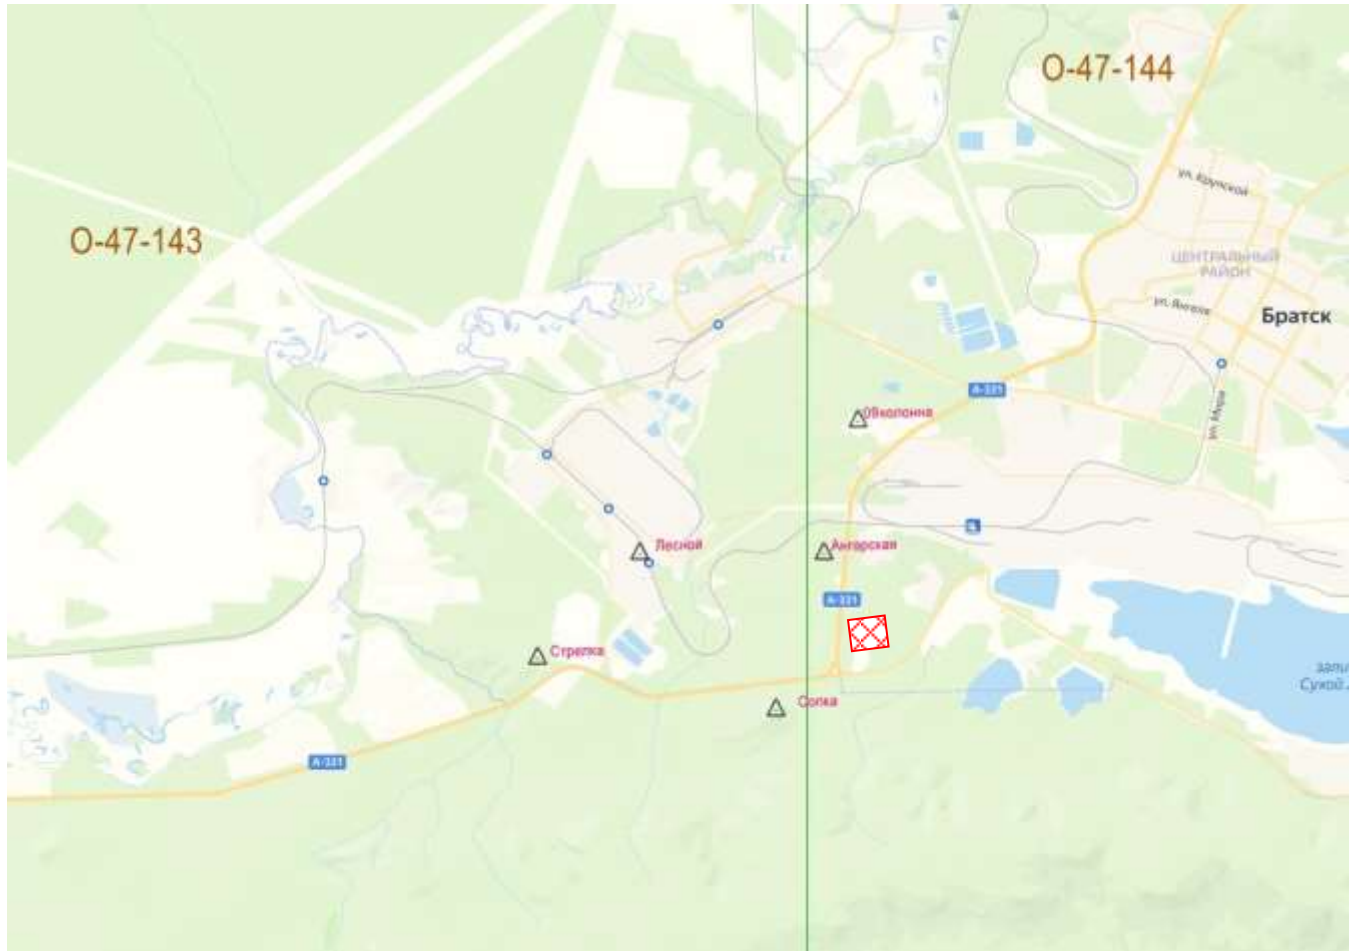 O-47-144
ул. Крупской
O-47-143
ЦЕНТРАЛЬНЫЙ
РАЙОН
ул. Янгеля
Братск
А-331
ул. Мира
09колонна
Лесной
Ангарская
А-331
Стрелка
зали
Сухой
Сопка
А-331